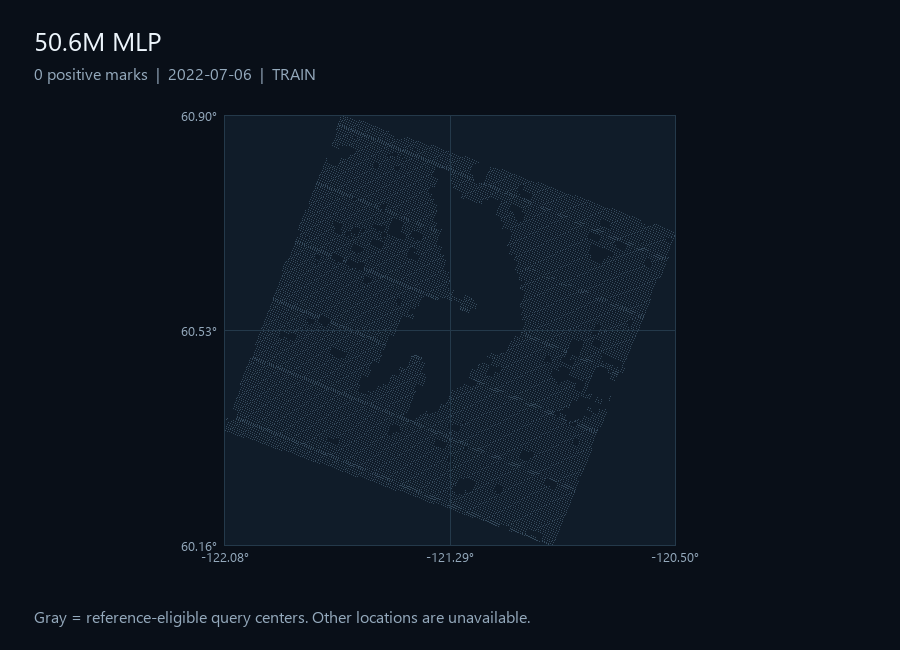 50.6M MLP
0 positive marks | 2022-07-06 | TRAIN
60.90°
60.53°
60.16°
-122.08°
-121.29°
-120.50°
Gray = reference-eligible query centers. Other locations are unavailable.